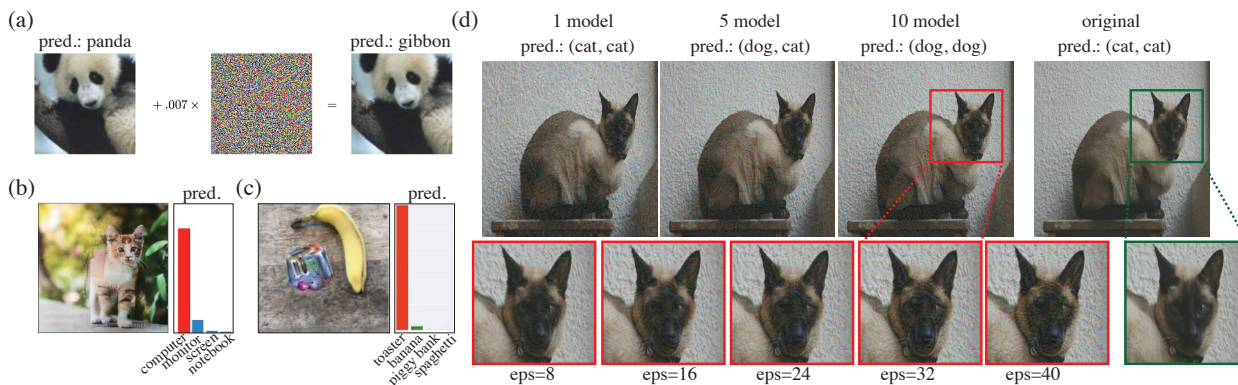 (a)
pred.: panda
pred.: gibbon
+ .007 ×
=
(b)
pred.
computer
monitor
screen
notebook
(c)
pred.
toaster
banana
piggy bank
spaghetti
(d)
1 model
pred.: (cat, cat)
5 model
pred.: (dog, cat)
10 model
pred.: (dog, dog)
original
pred.: (cat, cat)
eps=8
eps=16
eps=24
eps=32
eps=40